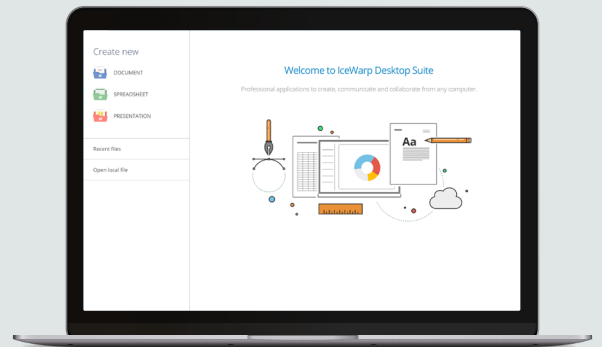 Create new
DOCUMENT
SPREADSHEET
PRESENTATION
Recent files
Open local file
Welcome to IceWarp Desktop Suite
Professional applications to create, communicate and collaborate from any computer.
Aa